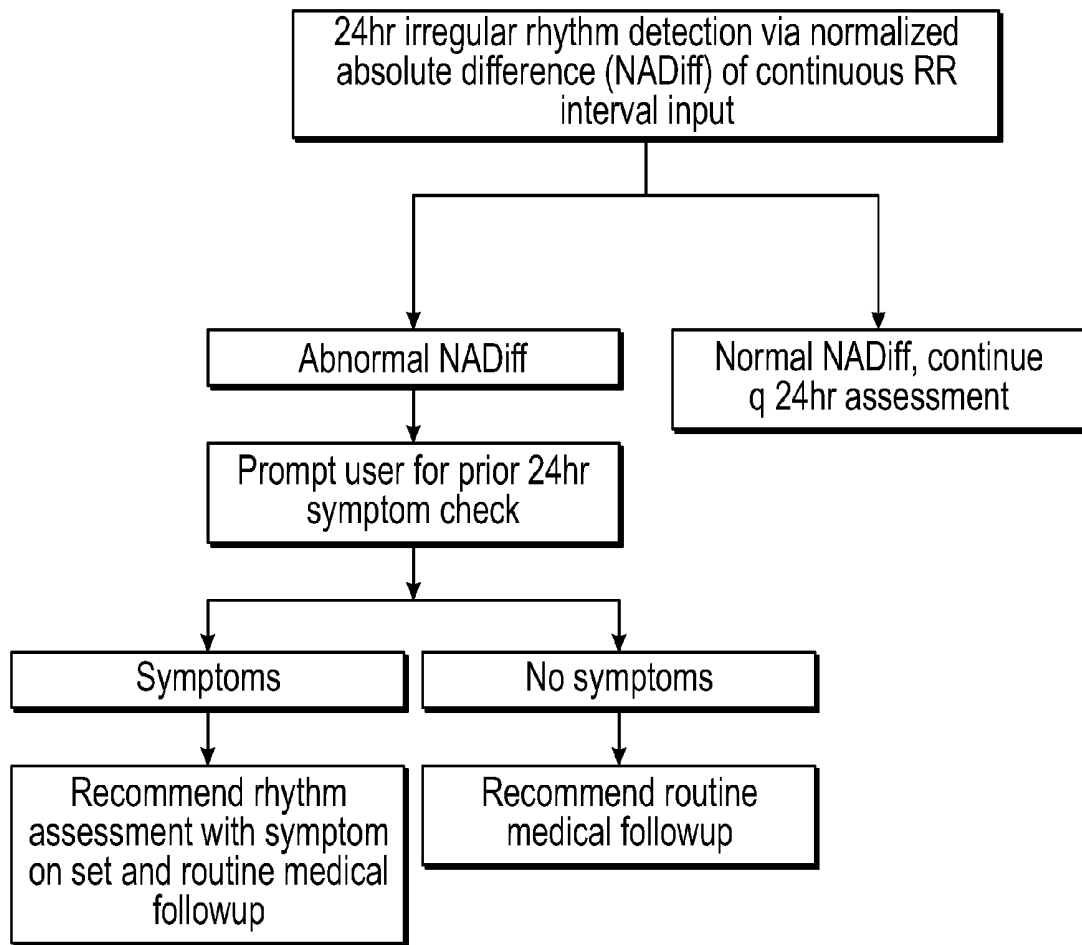 24hr irregular rhythm detection via normalized
absolute difference (NADiff) of continuous RR
interval input
Abnormal NADiff
Normal NADiff, continue
q 24hr assessment
Prompt user for prior 24hr
symptom check
Symptoms
No symptoms
Recommend rhythm
assessment with symptom
on set and routine medical
followup
Recommend routine
medical followup